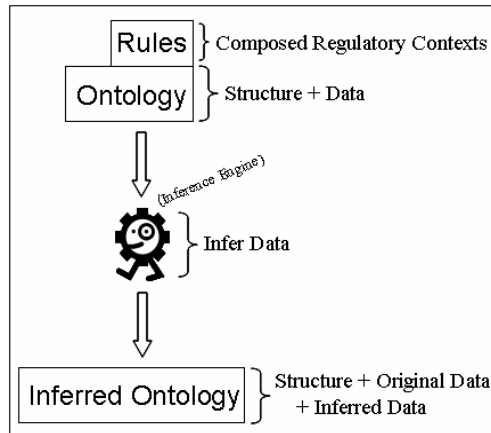 Rules
Composed Regulatory Contexts
Ontology
Structure + Data
(Inference Engine)
Infer Data
Inferred Ontology
Structure + Original Data
+ Inferred Data